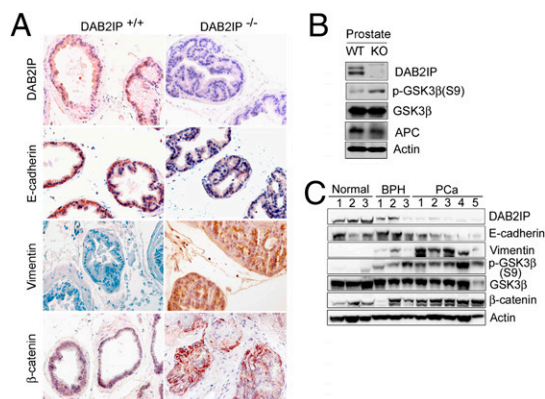 A
DAB2IP +/+ DAB2IP -/-
DAB2IP
E-cadherin
Vimentin
β-catenin
B
Prostate
WT KO
DAB2IP
p-GSK3β(S9)
GSK3β
APC
Actin
C
Normal BPH PCa
1 2 3 1 2 3 1 2 3 4 5
DAB2IP
E-cadherin
Vimentin
p-GSK3β
(S9)
GSK3β
β-catenin
Actin